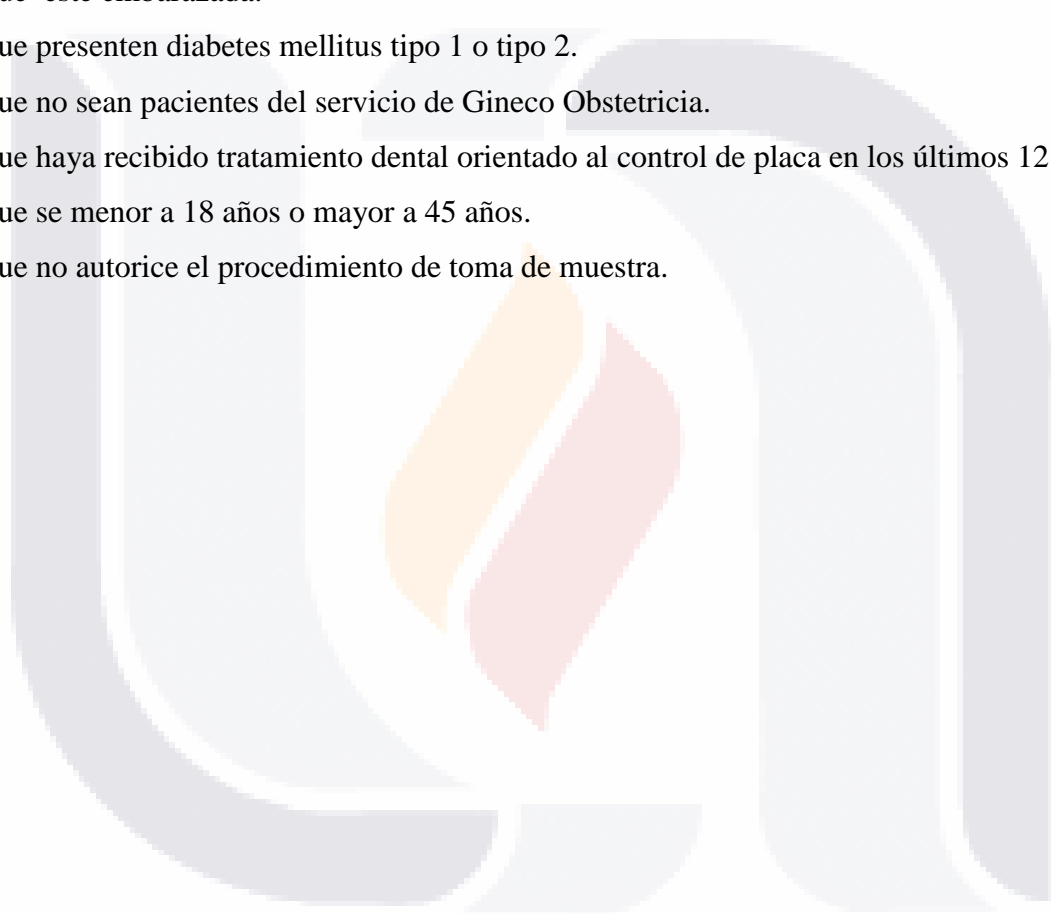 ue presenten diabetes mellitus tipo 1 o tipo 2.
ue no sean pacientes del servicio de Gineco Obstetricia.
ue haya recibido tratamiento dental orientado al control de placa en los últimos 12
ue se menor a 18 años o mayor a 45 años.
ue no autorice el procedimiento de toma de muestra.